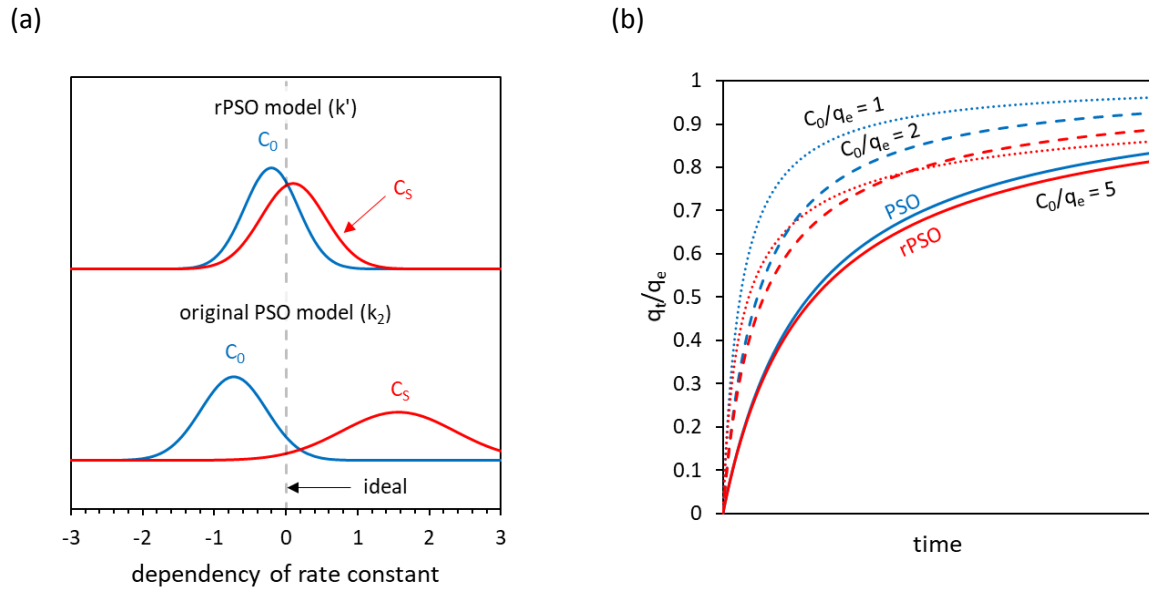 (a)
rPSO model (k')
C₀
Cₛ
original PSO model (k₂)
C₀
Cₛ
ideal
-3 -2 -1 0 1 2 3
dependency of rate constant
(b)
1
0.9
0.8
0.7
0.6
0.5
0.4
0.3
0.2
0.1
0
qₜ/qₑ
C₀/qₑ = 1
C₀/qₑ = 2
PSO
rPSO
C₀/qₑ = 5
time